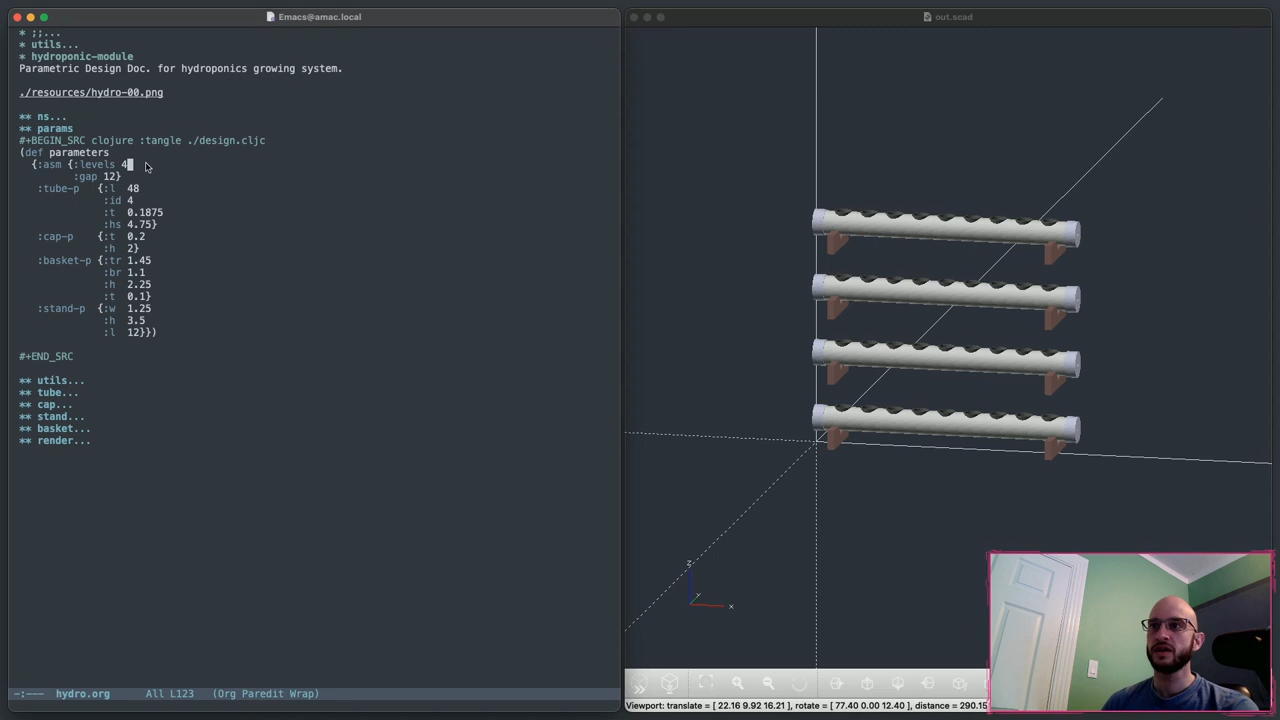 Emacs@amac.local
* ;;...
* utils...
* hydroponic-module
Parametric Design Doc. for hydroponics growing system.
./resources/hydro-00.png
** ns...
** params
#+BEGIN_SRC clojure :tangle ./design.cljc
(def parameters
{:asm {:levels 4
:gap 12}
:tube-p {:l 48
:id 4
:t 0.1875
:hs 4.75}
:cap-p {:t 0.2
:h 2}
:basket-p {:tr 1.45
:br 1.1
:h 2.25
:t 0.1}
:stand-p {:w 1.25
:h 3.5
:l 12}})
#+END_SRC
** utils...
** tube...
** cap...
** stand...
** basket...
** render...
-:--- hydro.org All L123 (Org Paredit Wrap)
out.scad
Z
Y
X
Viewport: translate = [ 22.16 9.92 16.21 ], rotate = [ 77.40 0.00 12.40 ], distance = 290.15